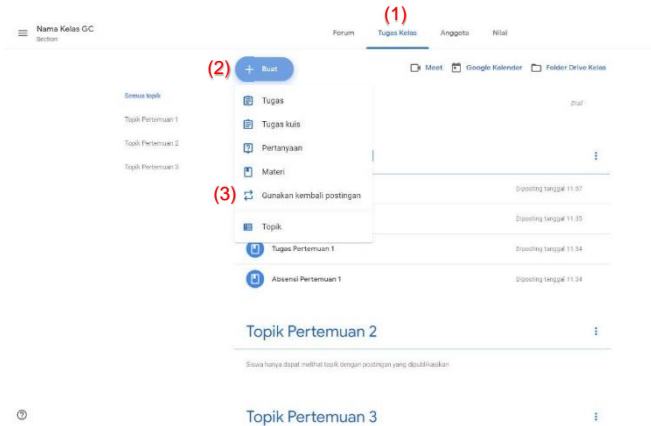 (1)
Nama Kelas GC
Section
Forum
Tugas Kelas
Anggota
Nilai
(2)
Buat
Meet
Google Kalender
Folder Drive Kelas
Semua topik
Topik Pertemuan 1
Topik Pertemuan 2
Topik Pertemuan 3
Tugas
Tugas kuis
Pertanyaan
Materi
(3) Gunakan kembali postingan
Topik
Draf
Diposting tanggal 11.37
Diposting tanggal 11.35
Tugas Pertemuan 1
Diposting tanggal 11.34
Absensi Pertemuan 1
Diposting tanggal 11.34
Topik Pertemuan 2
Siswa hanya dapat melihat topik dengan postingan yang dipublikasikan
Topik Pertemuan 3